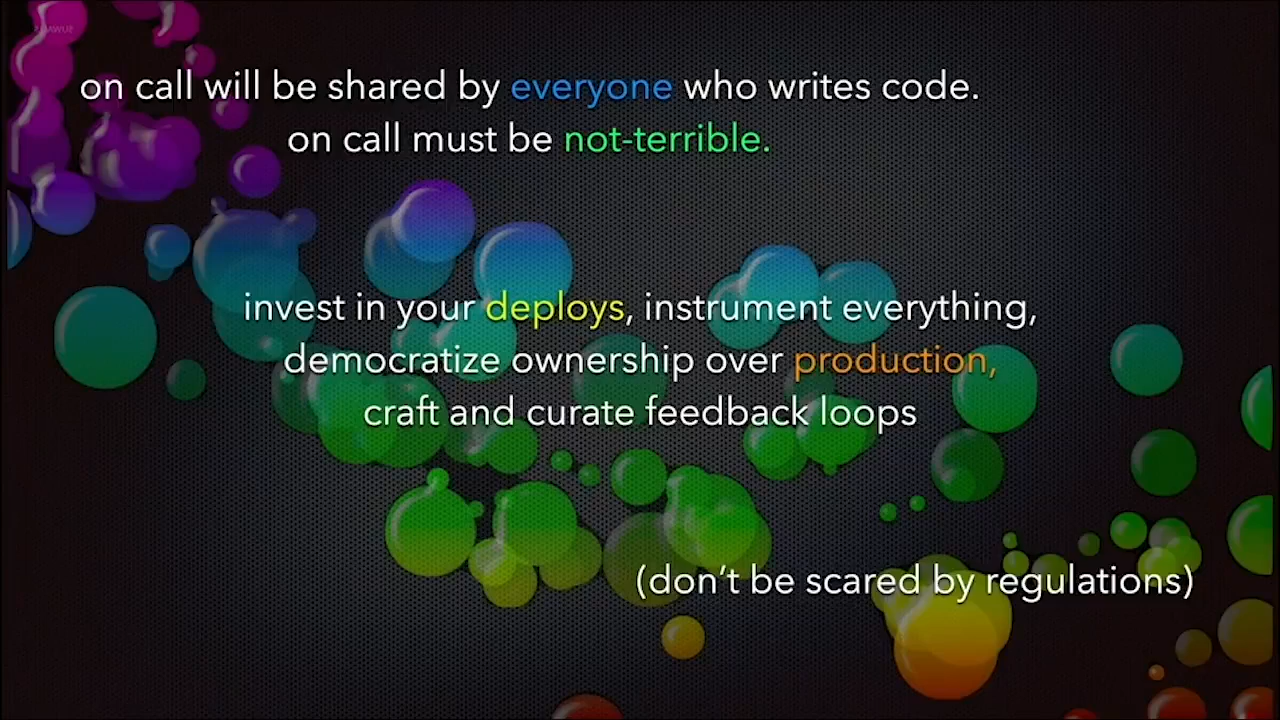 on call will be shared by everyone who writes code.
on call must be not-terrible.
invest in your deploys, instrument everything,
democratize ownership over production,
craft and curate feedback loops
(don't be scared by regulations)